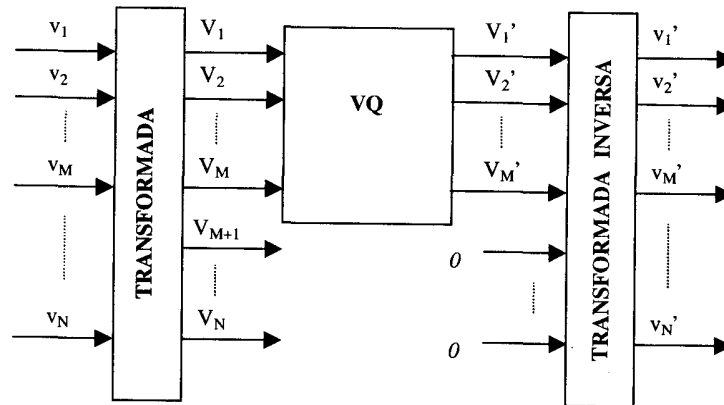 v1 V1 V1' v1'
v2 V2 V2' v2'
VQ
vM VM VM' vM'
VM+1 0
vN VN 0 vN'
TRANSFORMADA
TRANSFORMADA INVERSA